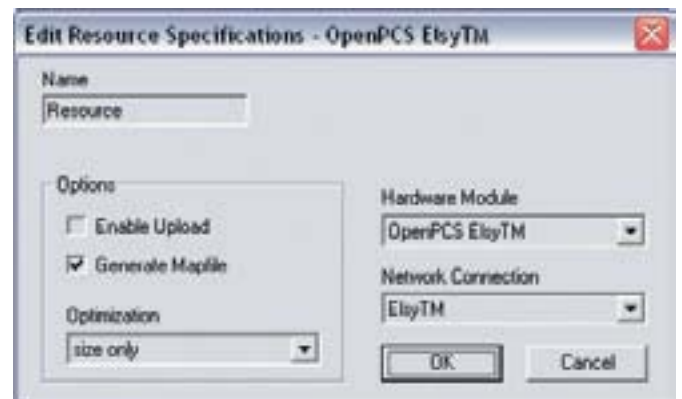 Edit Resource Specifications - OpenPCS ElsyTM
Name
Resource
Options
Enable Upload
Generate Mapfile
Optimization
size only
Hardware Module
OpenPCS ElsyTM
Network Connection
ElsyTM
OK
Cancel